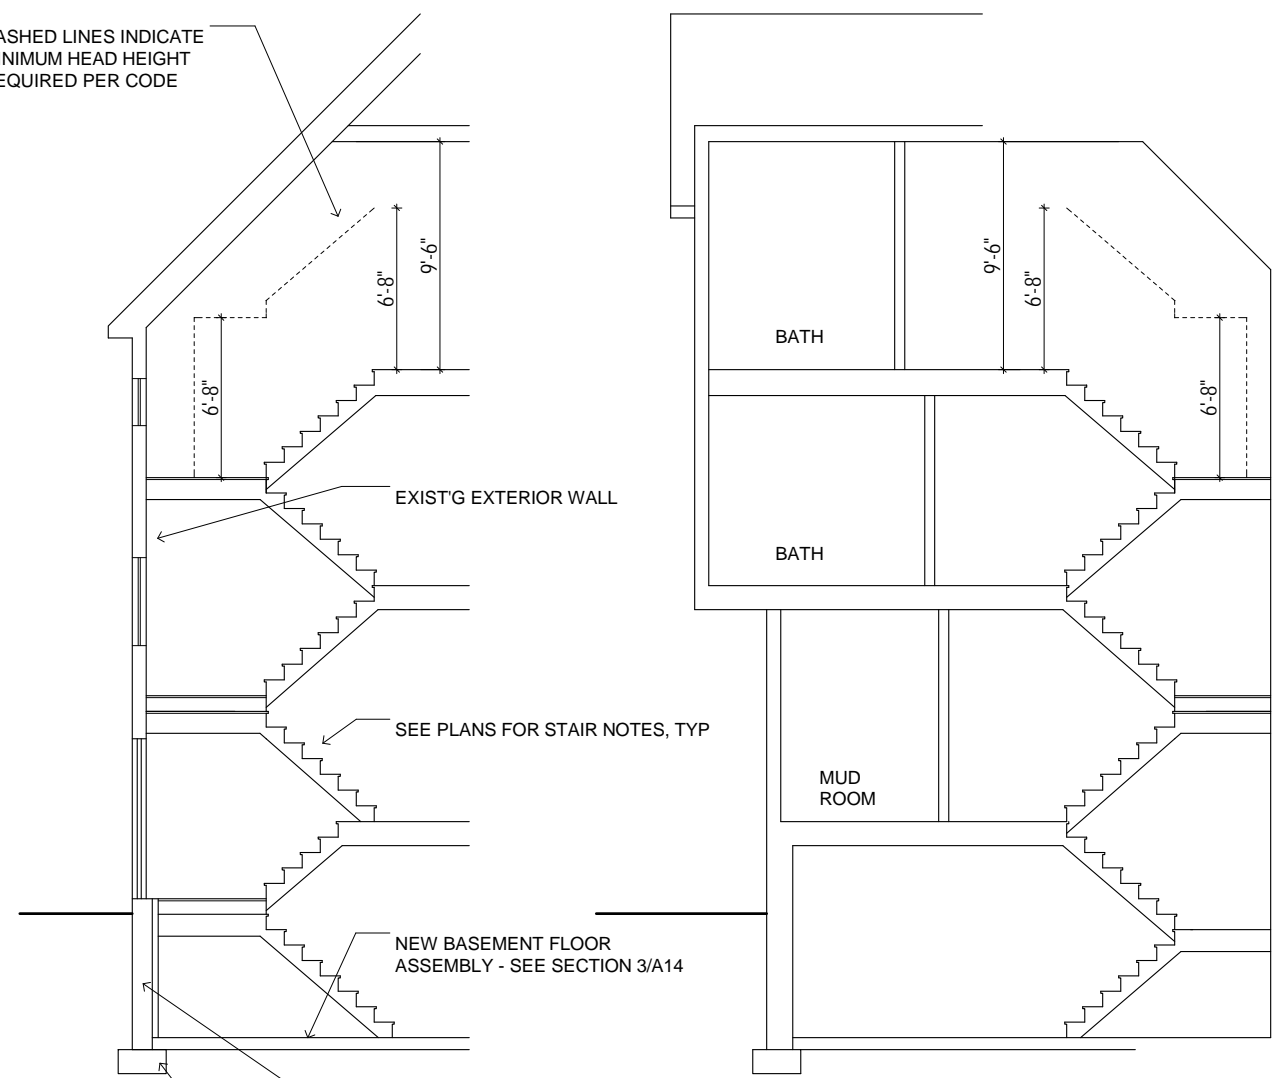 ASHED LINES INDICATE
NIMUM HEAD HEIGHT
EQUIRED PER CODE
9'-6"
6'-8"
6'-8"
EXIST'G EXTERIOR WALL
SEE PLANS FOR STAIR NOTES, TYP
NEW BASEMENT FLOOR
ASSEMBLY - SEE SECTION 3/A14
9'-6"
6'-8"
6'-8"
BATH
BATH
MUD
ROOM